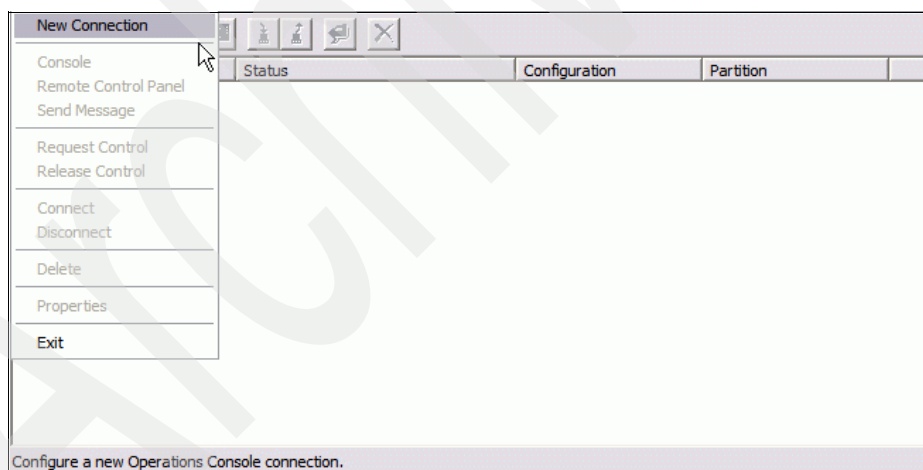 New Connection
Console
Remote Control Panel
Send Message
Request Control
Release Control
Connect
Disconnect
Delete
Properties
Exit
Status Configuration Partition
Configure a new Operations Console connection.